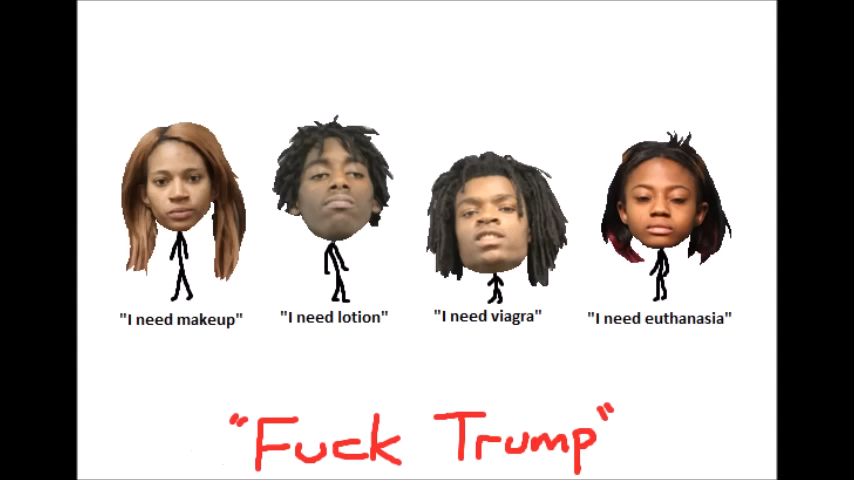 "I need makeup" "I need lotion" "I need viagra" "I need euthanasia"
"Fuck Trump"